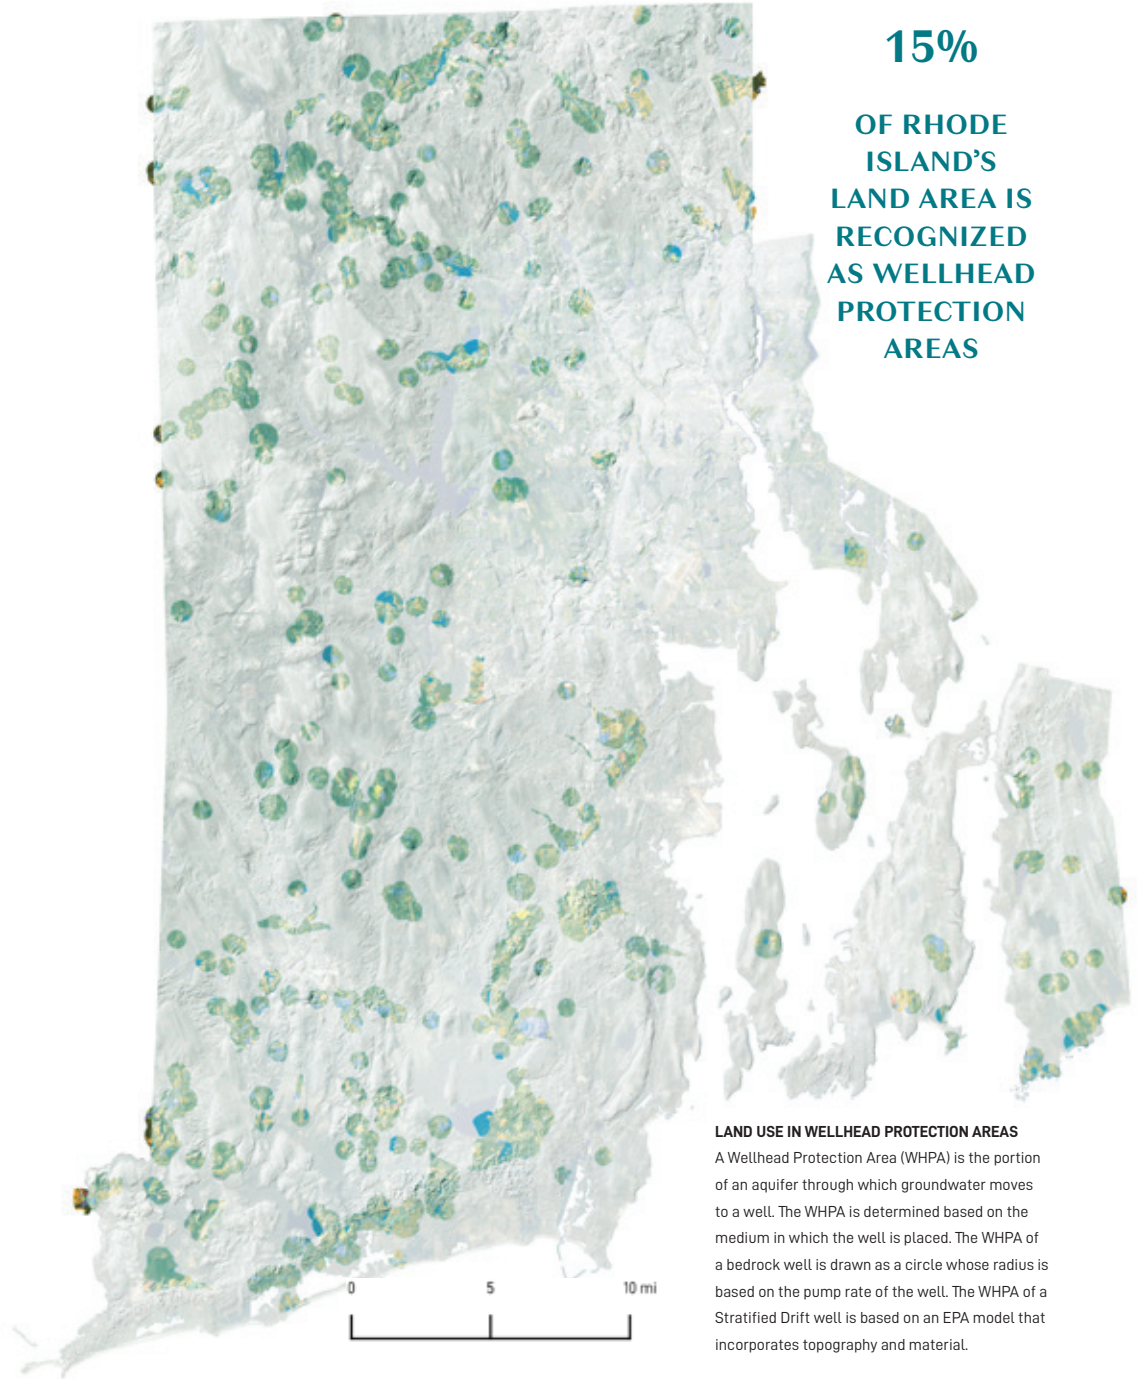 15%
OF RHODE
ISLAND’S
LAND AREA IS
RECOGNIZED
AS WELLHEAD
PROTECTION
AREAS
LAND USE IN WELLHEAD PROTECTION AREAS
A Wellhead Protection Area (WHPA) is the portion
of an aquifer through which groundwater moves
to a well. The WHPA is determined based on the
medium in which the well is placed. The WHPA of
a bedrock well is drawn as a circle whose radius is
based on the pump rate of the well. The WHPA of a
Stratified Drift well is based on an EPA model that
incorporates topography and material.
0 5 10 mi